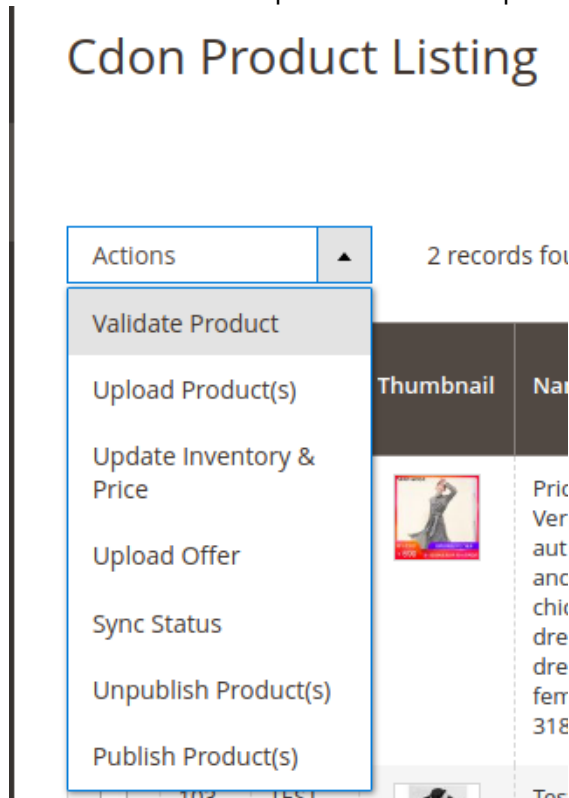 Cdon Product Listing
Actions
2 records
Validate Product
Upload Product(s)
Thumbnail
Update Inventory &
Price
Upload Offer
Sync Status
Unpublish Product(s)
Publish Product(s)
318